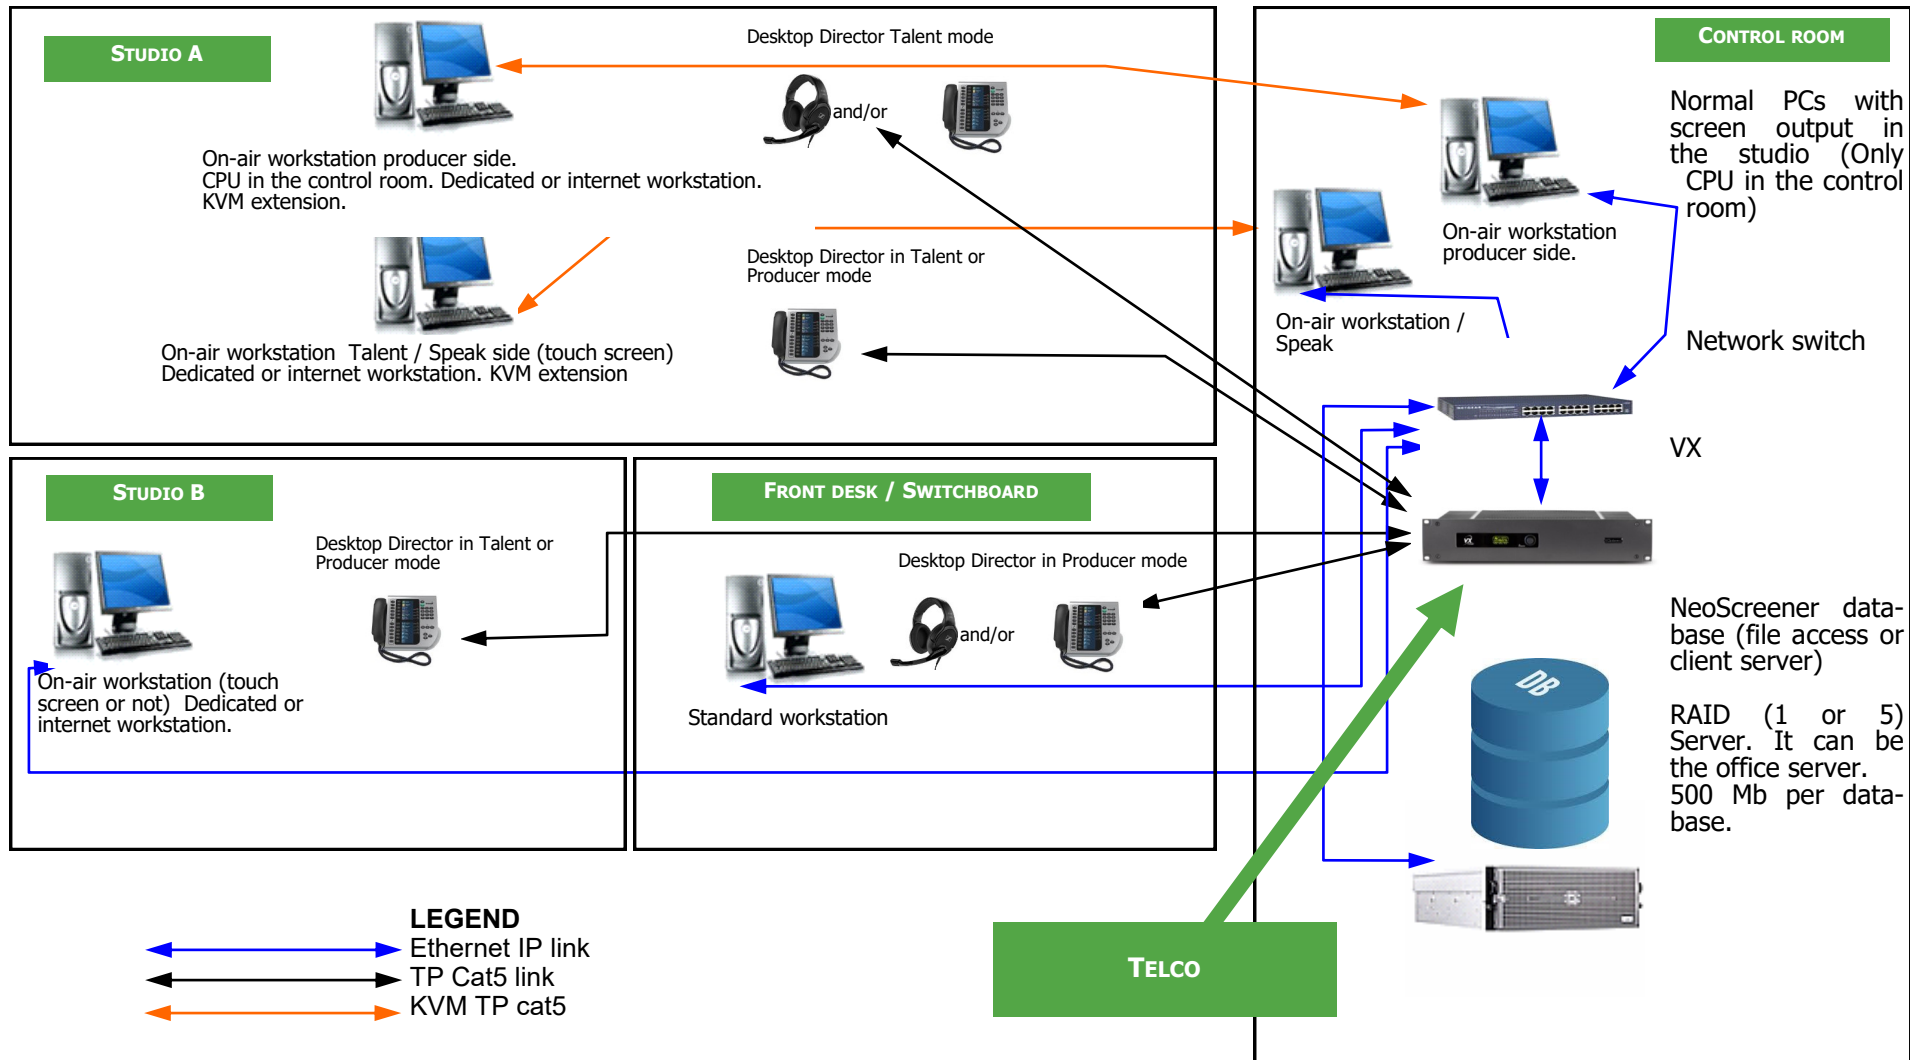 STUDIO A
Desktop Director Talent mode
and/or
On-air workstation producer side.
CPU in the control room. Dedicated or internet workstation.
KVM extension.
Desktop Director in Talent or
Producer mode
On-air workstation  Talent / Speak side (touch screen)
Dedicated or internet workstation. KVM extension
CONTROL ROOM
Normal PCs with
screen output in
the studio (Only
CPU in the control
room)
On-air workstation
producer side.
On-air workstation /
Speak
Network switch
VX
NeoScreener data-
base (file access or
client server)
RAID (1 or 5)
Server. It can be
the office server.
500 Mb per data-
base.
DB
STUDIO B
Desktop Director in Talent or
Producer mode
On-air workstation (touch
screen or not)  Dedicated or
internet workstation.
FRONT DESK / SWITCHBOARD
Desktop Director in Producer mode
and/or
Standard workstation
TELCO
LEGEND
Ethernet IP link
TP Cat5 link
KVM TP cat5